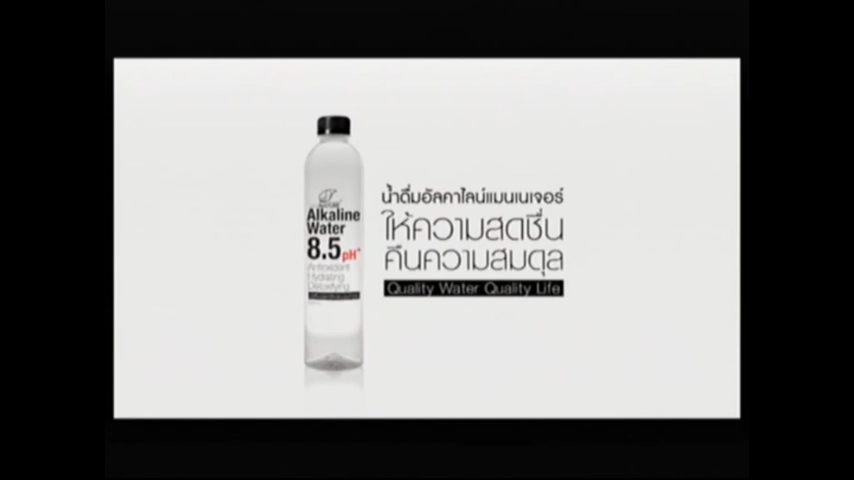 Alkaline
Water
8.5 pH
Antioxidant
Hydrating
Detoxifying
น้ำดื่มอัลคาไลน์แมนเนเจอร์
ให้ความสดชื่น
คืนความสมดุล
Quality Water Quality Life